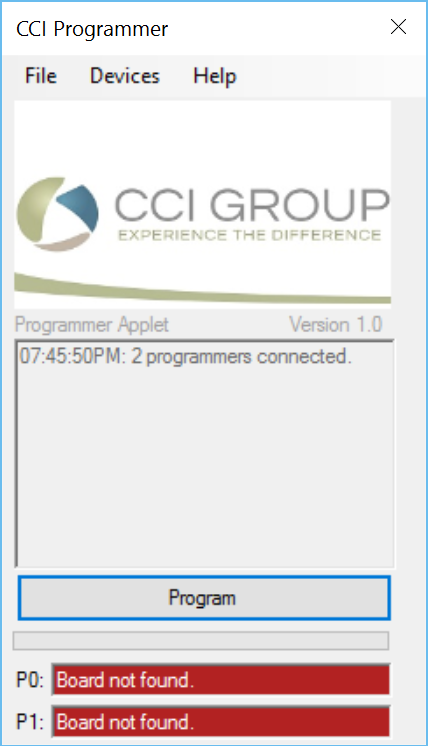 CCI Programmer
File Devices Help
CCI GROUP
EXPERIENCE THE DIFFERENCE
Programmer Applet Version 1.0
07:45:50PM: 2 programmers connected.
Program
P0: Board not found.
P1: Board not found.